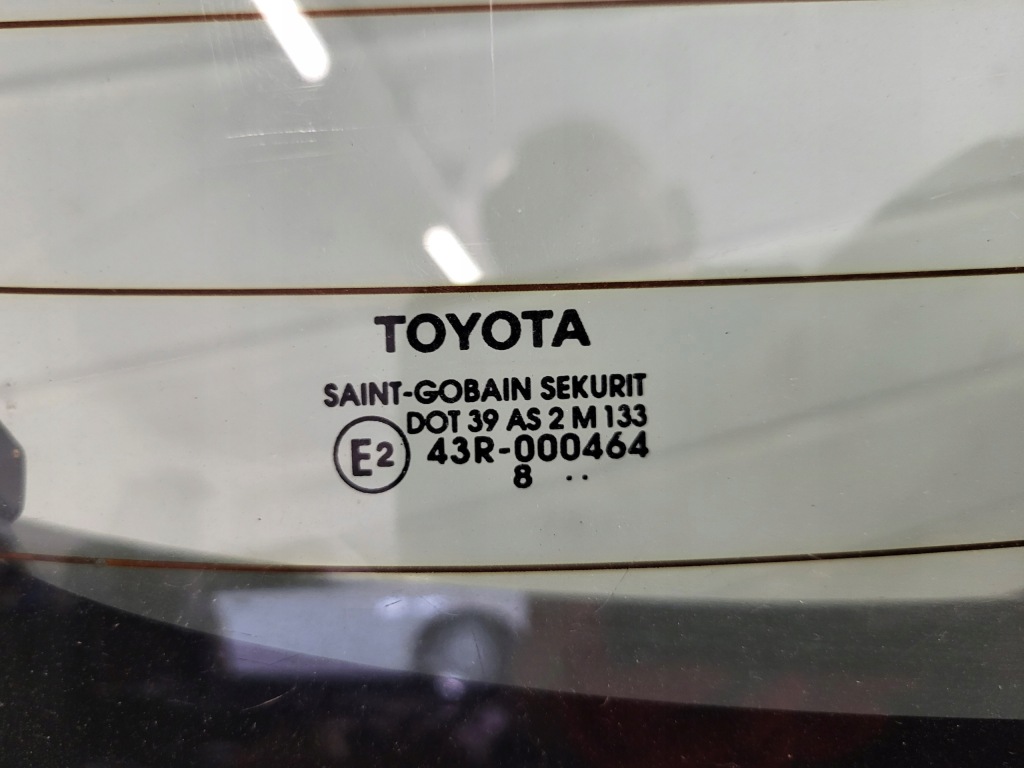 TOYOTA
SAINT-GOBAIN SEKURIT
DOT 39 AS 2 M 133
E2 43R-000464
8 ..